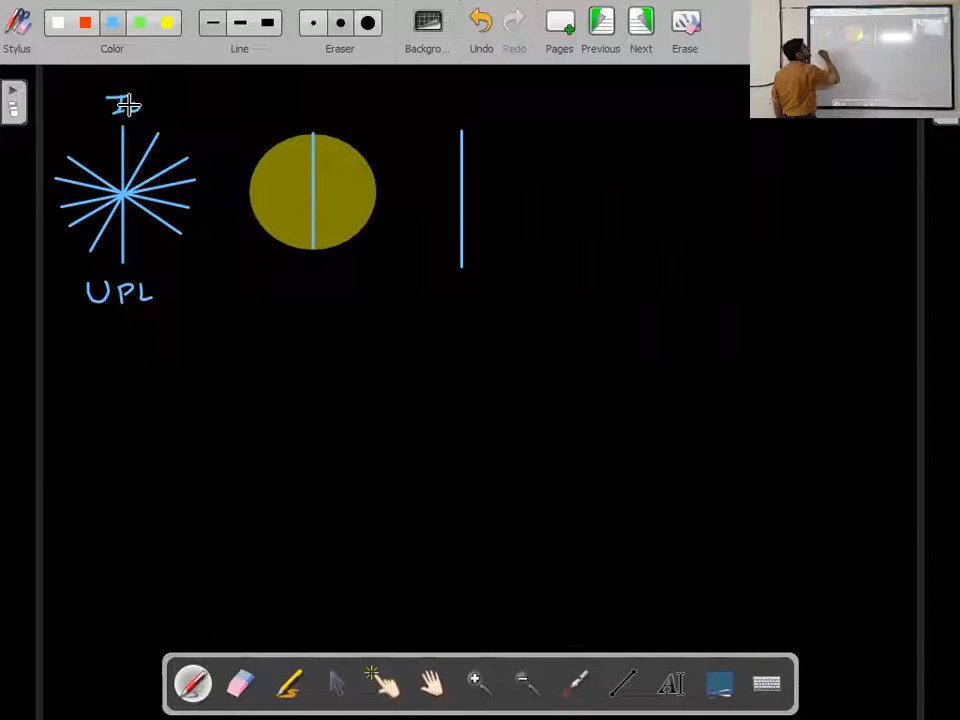 Stylus
Color
Line
Eraser
Backgro...
Undo
Redo
Pages
Previous
Next
Erase
UPL